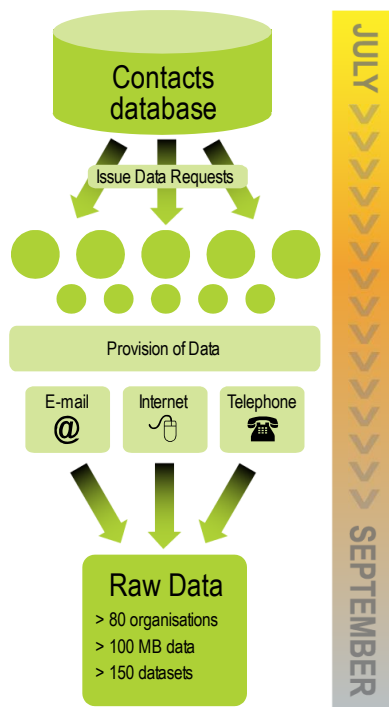 Contacts
database
Issue Data Requests
Provision of Data
E-mail
@
Internet
Telephone
Raw Data
> 80 organisations
> 100 MB data
> 150 datasets
JULY
SEPTEMBER